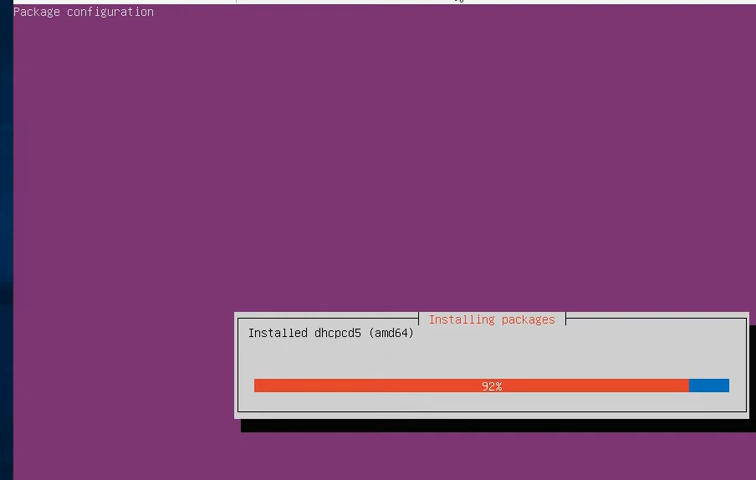 Package configuration
Installing packages
Installed dhcpcd5 (amd64)
92%